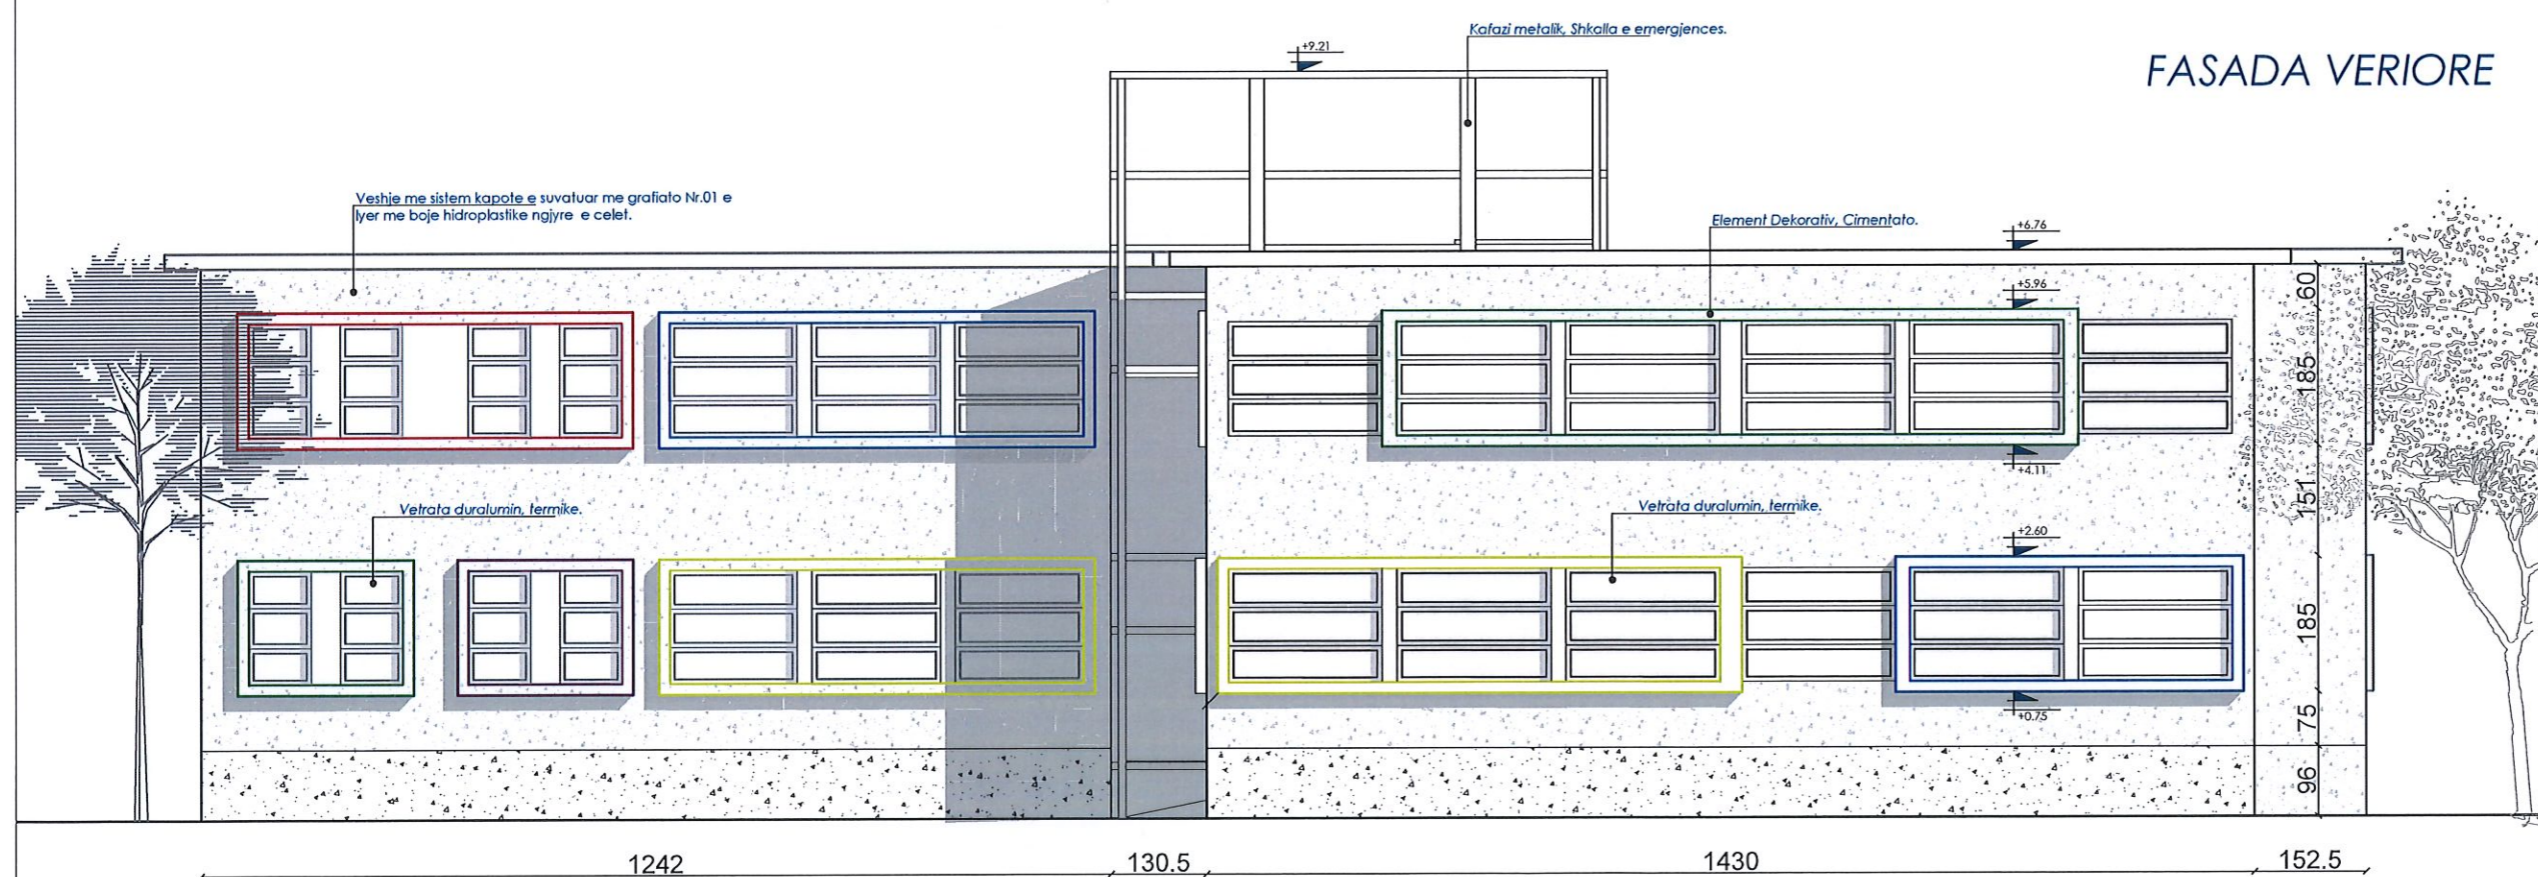 Kafazi metalik, Shkalla e emergjences.
+9.21
FASADA VERIORE
Veshje me sistem kapote e suvatuar me grafiato Nr.01 e
lyer me boje hidroplastike ngjyre e celet.
Element Dekorativ, Cimentato.
+6.76
+5.96
60
185
+4.11
151
Vetrata duralumin, termike.
Vetrata duralumin, termike.
+2.60
185
+0.75
75
96
1242
130.5
1430
152.5